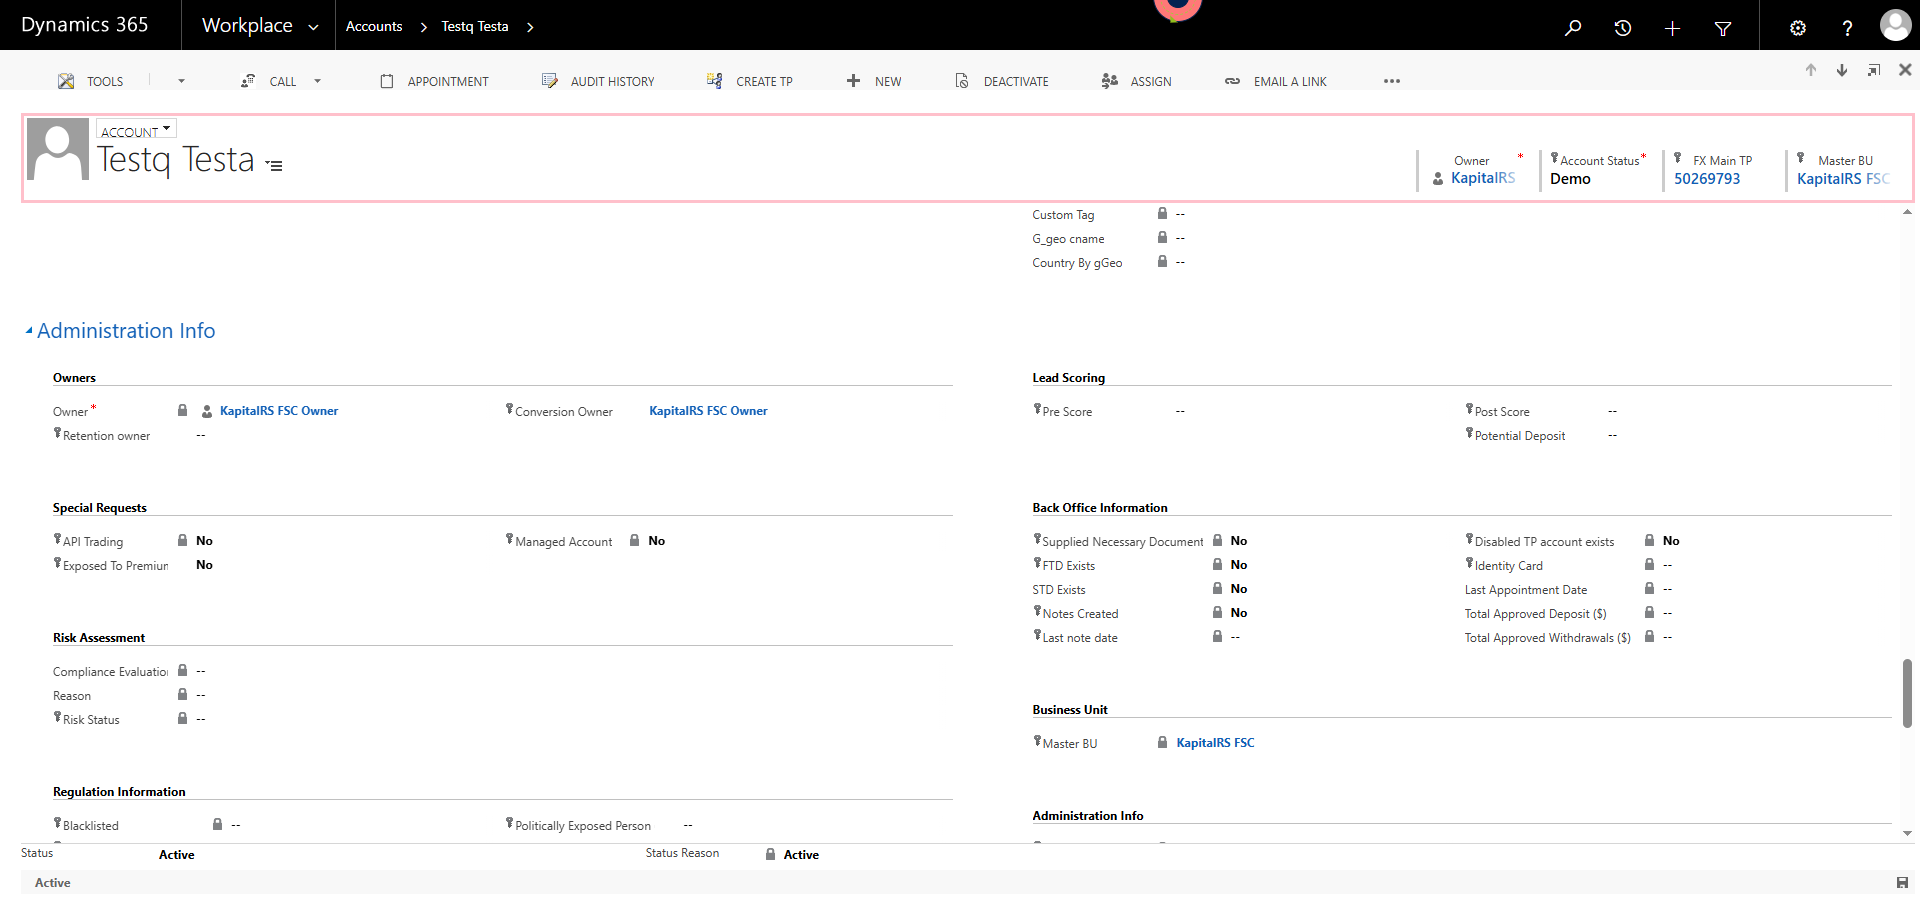 Dynamics 365 Workplace Accounts Testq Testa
TOOLS CALL APPOINTMENT AUDIT HISTORY CREATE TP NEW DEACTIVATE ASSIGN EMAIL A LINK
ACCOUNT
Testq Testa
Owner * Account Status* FX Main TP Master BU
KapitalRS Demo 50269793 KapitalRS FSC
Custom Tag --
G_geo cname --
Country By gGeo --
Administration Info
Owners
Owner* KapitalRS FSC Owner Conversion Owner KapitalRS FSC Owner
Retention owner --
Lead Scoring
Pre Score -- Post Score --
Potential Deposit --
Special Requests
API Trading No Managed Account No
Exposed To Premium No
Back Office Information
Supplied Necessary Document No Disabled TP account exists No
FTD Exists No Identity Card --
STD Exists No Last Appointment Date --
Notes Created No Total Approved Deposit ($) --
Last note date -- Total Approved Withdrawals ($) --
Risk Assessment
Compliance Evaluation --
Reason --
Risk Status --
Business Unit
Master BU KapitalRS FSC
Regulation Information
Blacklisted -- Politically Exposed Person --
Administration Info
Status Active Status Reason Active
Active